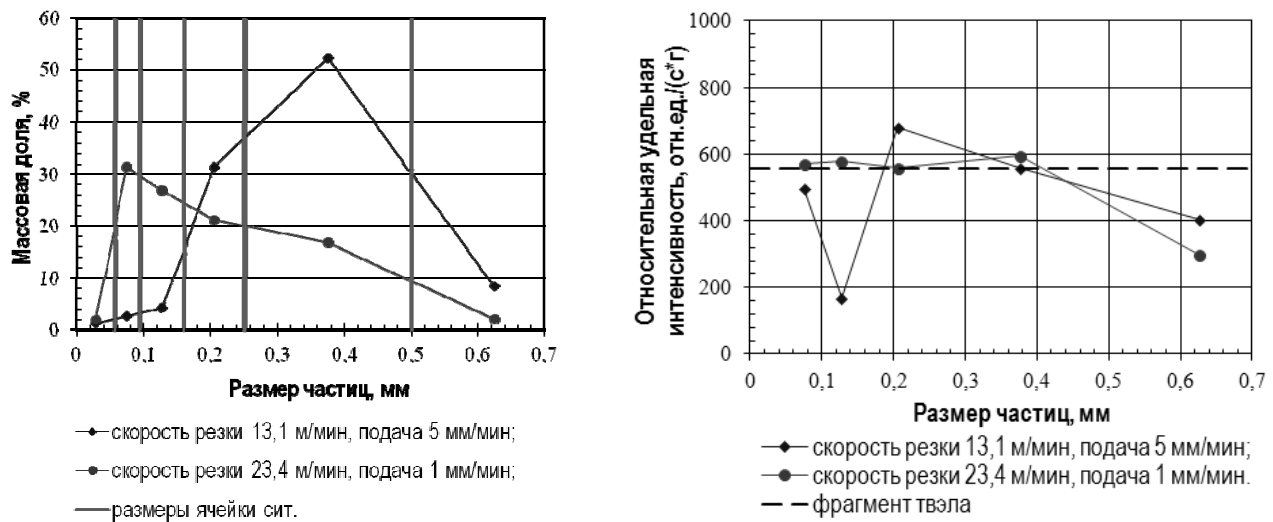 Массовая доля, %
60
50
40
30
20
10
0
0 0,1 0,2 0,3 0,4 0,5 0,6 0,7
Размер частиц, мм
скорость резки 13,1 м/мин, подача 5 мм/мин;
скорость резки 23,4 м/мин, подача 1 мм/мин;
размеры ячейки сит.
Относительная удельная
интенсивность, отн.ед./(с*г)
1000
800
600
400
200
0
0 0,1 0,2 0,3 0,4 0,5 0,6 0,7
Размер частиц, мм
скорость резки 13,1 м/мин, подача 5 мм/мин;
скорость резки 23,4 м/мин, подача 1 мм/мин.
фрагмент твэла